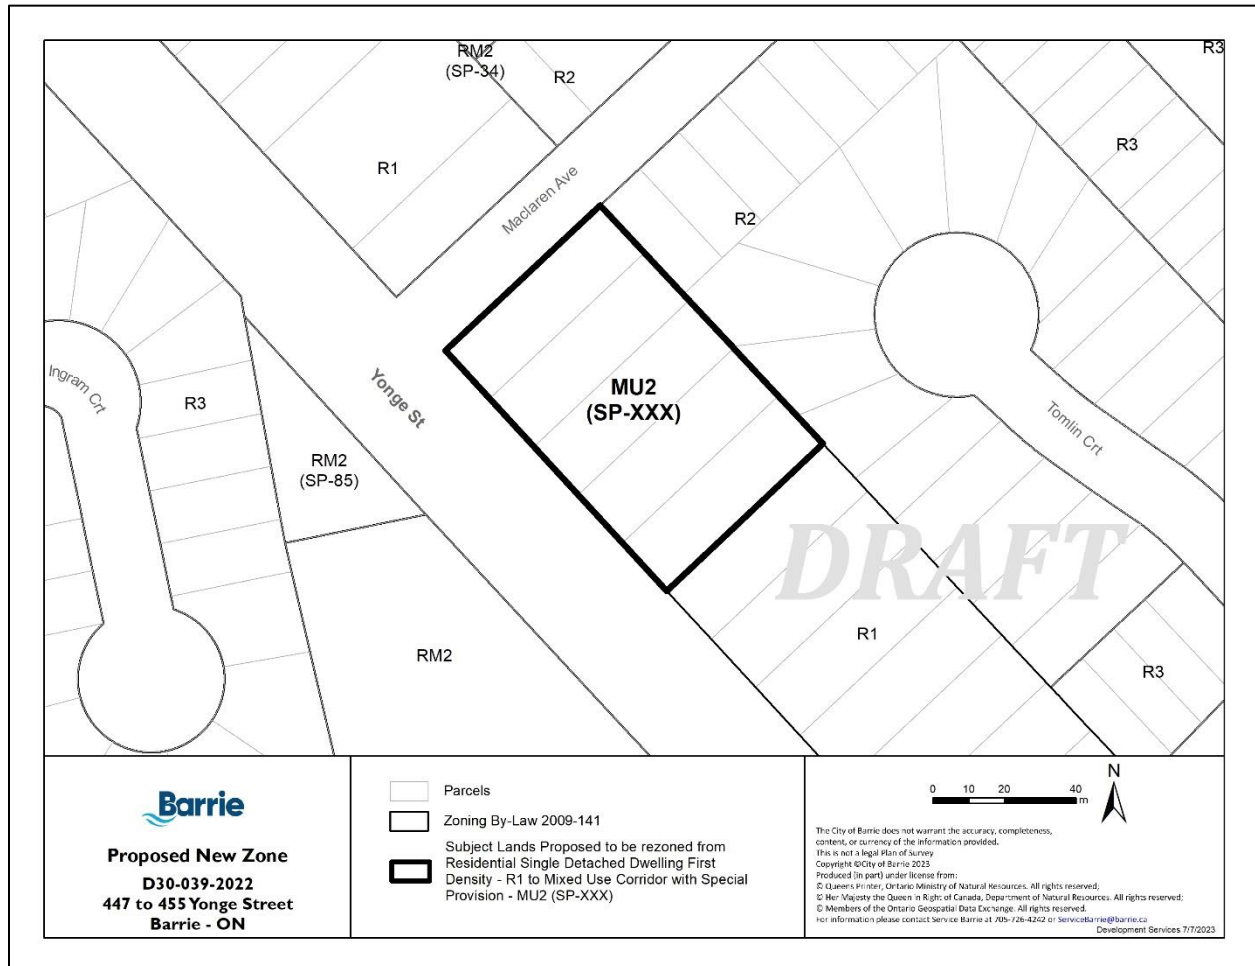 RM2
(SP-34)
R2
R3
R1
R3
Maclaren Ave
R2
Ingram Crt
R3
Yonge St
MU2
(SP-XXX)
Tomlin Crt
RM2
(SP-85)
DRAFT
R1
RM2
R3
Barrie
Proposed New Zone
D30-039-2022
447 to 455 Yonge Street
Barrie - ON
Parcels
Zoning By-Law 2009-141
Subject Lands Proposed to be rezoned from
Residential Single Detached Dwelling First
Density - R1 to Mixed Use Corridor with Special
Provision - MU2 (SP-XXX)
N
0 10 20 40
m
The City of Barrie does not warrant the accuracy, completeness,
content, or currency of the information provided.
This is not a legal Plan of Survey
Copyright ©City of Barrie 2023
Produced (in part) under license from:
© Queens Printer, Ontario Ministry of Natural Resources. All rights reserved;
© Her Majesty the Queen in Right of Canada, Department of Natural Resources. All rights reserved;
© Members of the Ontario Geospatial Data Exchange. All rights reserved.
For information please contact Service Barrie at 705-726-4242 or ServiceBarrie@barrie.ca
Development Services 7/7/2023